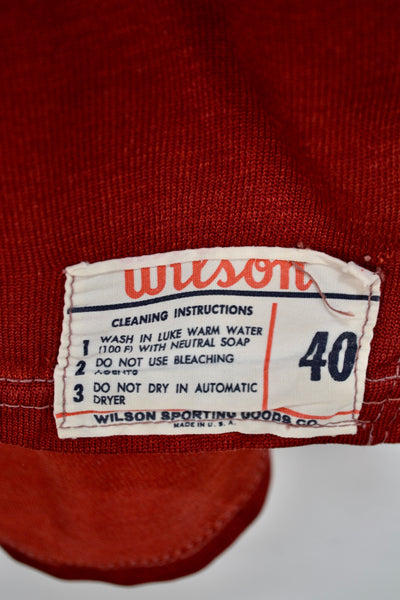 Wilson
CLEANING INSTRUCTIONS
1 WASH IN LUKE WARM WATER
(100 F) WITH NEUTRAL SOAP
2 DO NOT USE BLEACHING
AGENTS
3 DO NOT DRY IN AUTOMATIC
DRYER
40
WILSON SPORTING GOODS CO.
MADE IN U.S.A.